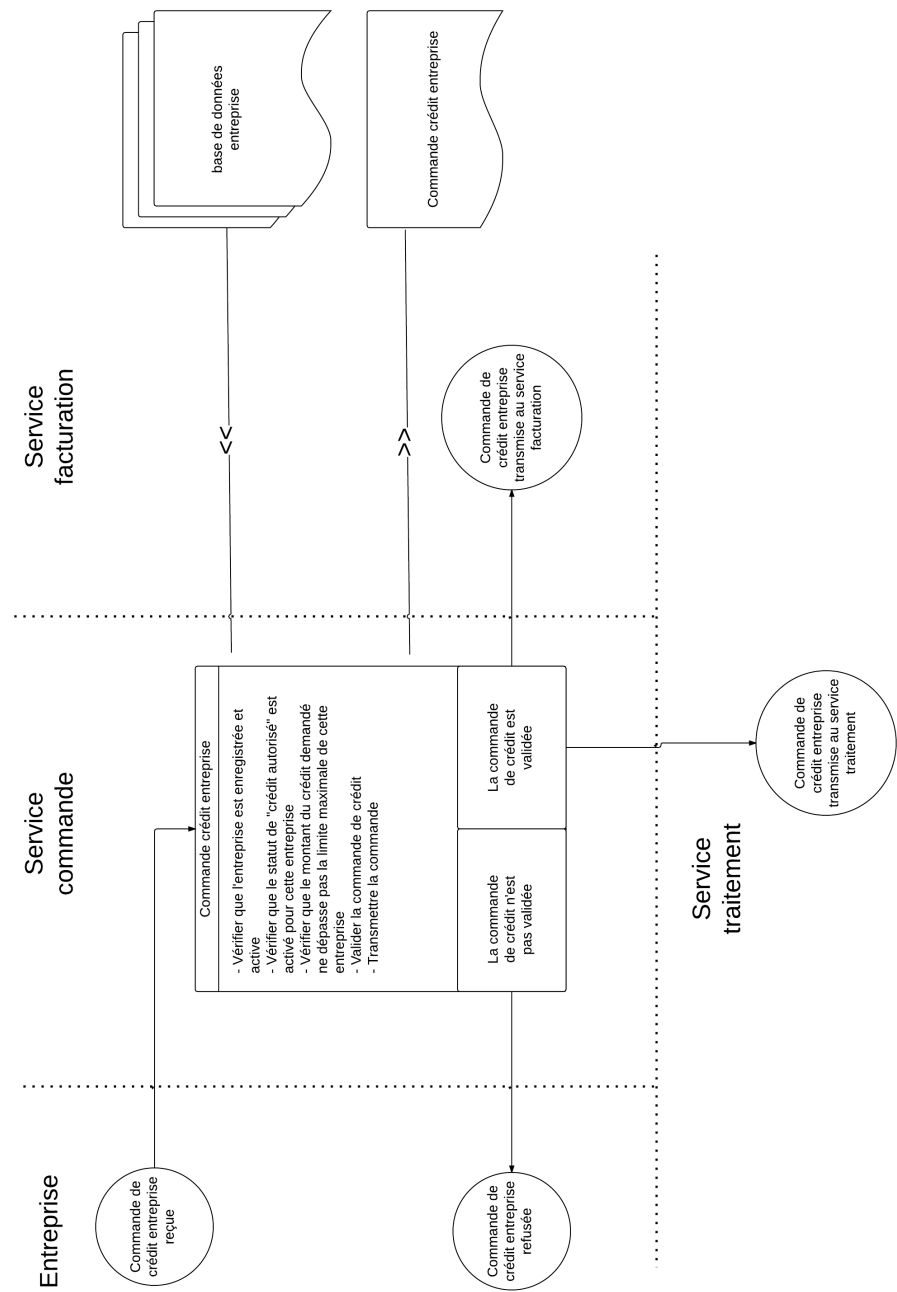 Entreprise
Service
commande
Service
facturation
Commande de
crédit entreprise
reçue
Commande crédit entreprise
- Vérifier que l'entreprise est enregistrée et
active
- Vérifier que le statut de "crédit autorisé" est
activé pour cette entreprise
- Vérifier que le montant du crédit demandé
ne dépasse pas la limite maximale de cette
entreprise
- Valider la commande de crédit
- Transmettre la commande
La commande
de crédit n'est
pas validée
La commande
de crédit est
validée
<<
>>
base de données
entreprise
Commande crédit entreprise
Commande de
crédit entreprise
refusée
Commande de
crédit entreprise
transmise au service
facturation
Service
traitement
Commande de
crédit entreprise
transmise au service
traitement